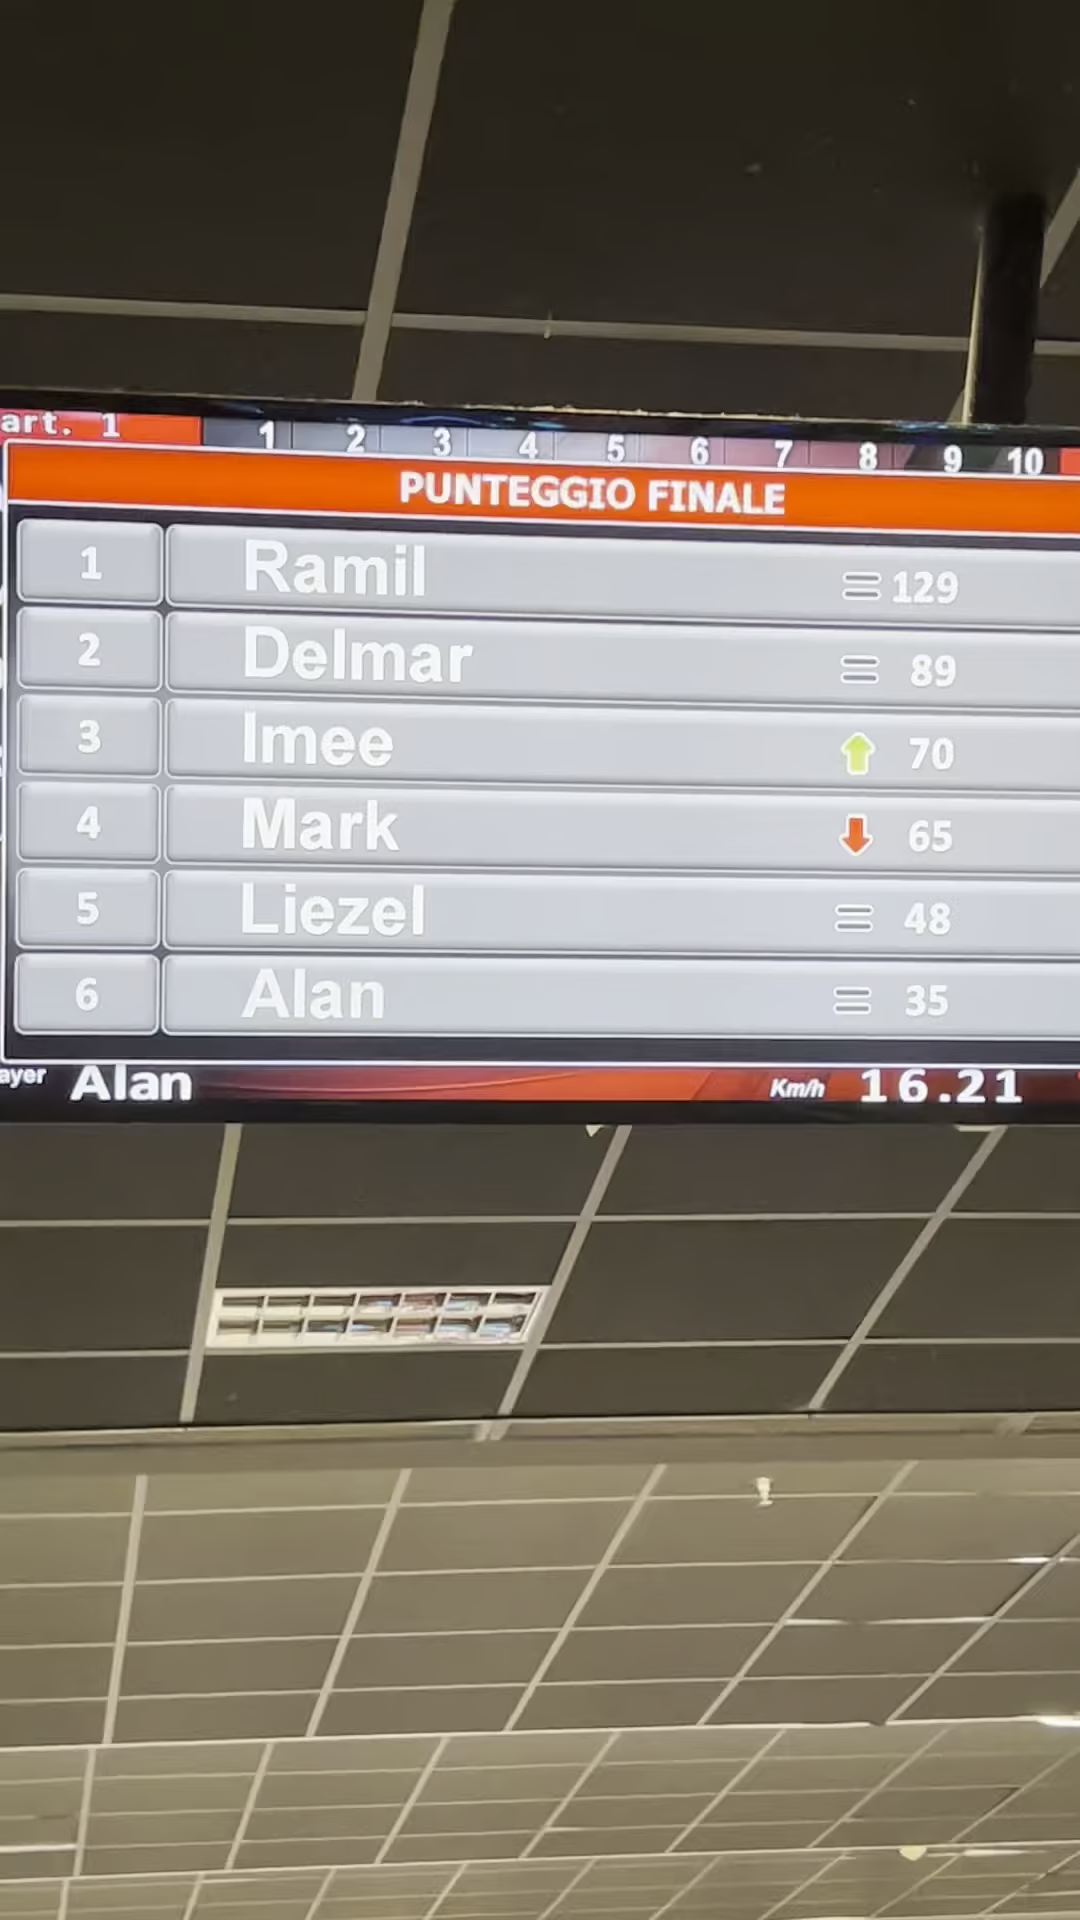 art. 1 1 2 3 4 5 6 7 8 9 10
PUNTEGGIO FINALE
1 Ramil 129
2 Delmar 89
3 Imee 70
4 Mark 65
5 Liezel 48
6 Alan 35
ayer Alan Km/h 16.21